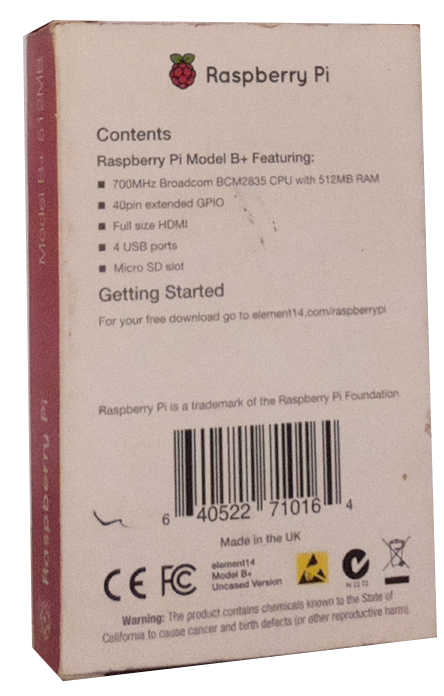 Raspberry Pi
Contents
Raspberry Pi Model B+ Featuring:
700MHz Broadcom BCM2835 CPU with 512MB RAM
40pin extended GPIO
Full size HDMI
4 USB ports
Micro SD slot
Getting Started
For your free download go to element14.com/raspberrypi
Raspberry Pi is a trademark of the Raspberry Pi Foundation
6 40522 71016 4
Made in the UK
CE FC
element14
Model B+
Uncased Version
N 1272
Warning: The product contains chemicals known to the State of
California to cause cancer and birth defects (or other reproductive harm).
Raspberry Pi
Model B+ 512MB